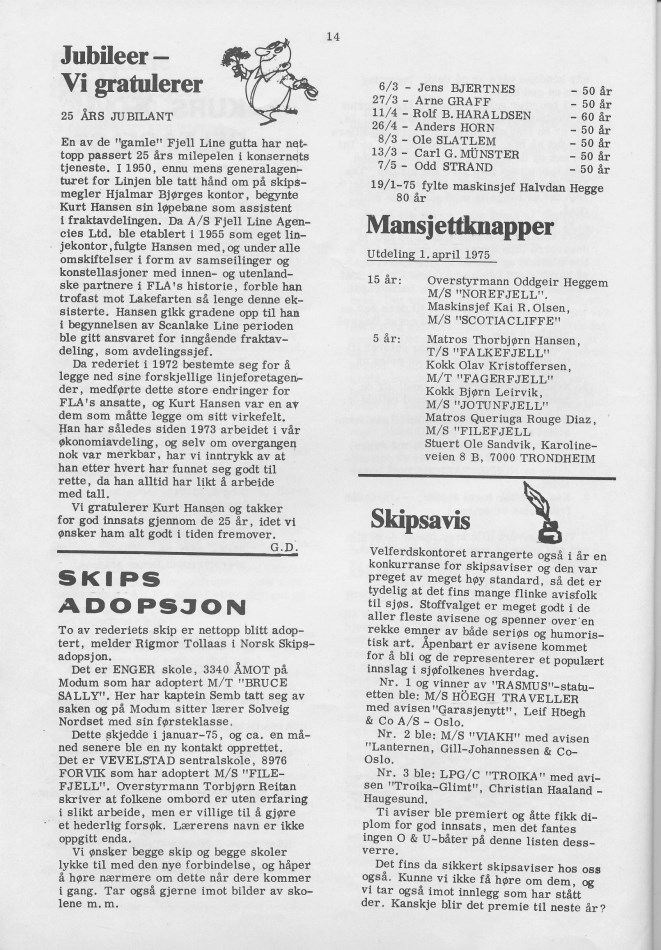 14
Jubileer –
Vi gratulerer
25 ÅRS JUBILANT
En av de "gamle" Fjell Line gutta har net-
topp passert 25 års milepelen i konsernets
tjeneste. I 1950, ennu mens generalagen-
turet for Linjen ble tatt hånd om på skips-
megler Hjalmar Bjørges kontor, begynte
Kurt Hansen sin løpebane som assistent
i fraktavdelingen. Da A/S Fjell Line Agen-
cies Ltd. ble etablert i 1955 som eget lin-
jekontor, fulgte Hansen med, og under alle
omskiftelser i form av samseilinger og
konstellasjoner med innen- og utenland-
ske partnere i FLA's historie, forble han
trofast mot Lakefarten så lenge denne ek-
sisterte. Hansen gikk gradene opp til han
i begynnelsen av Scanlake Line perioden
ble gitt ansvaret for inngående fraktav-
deling, som avdelingssjef.
Da rederiet i 1972 bestemte seg for å
legge ned sine forskjellige linjeforetagen-
der, medførte dette store endringer for
FLA's ansatte, og Kurt Hansen var en av
dem som måtte legge om sitt virkefelt.
Han har således siden 1973 arbeidet i vår
økonomiavdeling, og selv om overgangen
nok var merkbar, har vi inntrykk av at
han etter hvert har funnet seg godt til
rette, da han alltid har likt å arbeide
med tall.
Vi gratulerer Kurt Hansen og takker
for god innsats gjennom de 25 år, idet vi
ønsker ham alt godt i tiden fremover.
G.D.
SKIPS
ADOPSJON
To av rederiets skip er nettopp blitt adop-
tert, melder Rigmor Tollaas i Norsk Skips-
adopsjon.
Det er ENGER skole, 3340 ÅMOT på
Modum som har adoptert M/T "BRUCE
SALLY". Her har kaptein Semb tatt seg av
saken og på Modum sitter lærer Solveig
Nordset med sin førsteklasse.
Dette skjedde i januar-75, og ca. en må-
ned senere ble en ny kontakt opprettet.
Det er VEVELSTAD sentralskole, 8976
FORVIK som har adoptert M/S "FILE-
FJELL". Overstyrmann Torbjørn Reitan
skriver at folkene ombord er uten erfaring
i slikt arbeide, men er villige til å gjøre
et hederlig forsøk. Lærerens navn er ikke
oppgitt enda.
Vi ønsker begge skip og begge skoler
lykke til med den nye forbindelse, og håper
å høre nærmere om dette når dere kommer
i gang. Tar også gjerne imot bilder av sko-
lene m.m.
6/3 - Jens BJERTNES - 50 år
27/3 - Arne GRAFF - 50 år
11/4 - Rolf B. HARALDSEN - 60 år
26/4 - Anders HORN - 50 år
8/3 - Ole SLATLEM - 50 år
13/3 - Carl G. MÜNSTER - 50 år
7/5 - Odd STRAND - 50 år
19/1-75 fylte maskinsjef Halvdan Hegge
80 år
Mansjettknapper
Utdeling 1. april 1975
15 år: Overstyrmann Oddgeir Heggem
M/S "NOREFJELL".
Maskinsjef Kai R. Olsen,
M/S "SCOTIACLIFFE"
5 år: Matros Thorbjørn Hansen,
T/S "FALKEFJELL"
Kokk Olav Kristoffersen,
M/T "FAGERFJELL"
Kokk Bjørn Leirvik,
M/S "JOTUNFJELL"
Matros Queriuga Rouge Diaz,
M/S "FILEFJELL
Stuert Ole Sandvik, Karoline-
veien 8 B, 7000 TRONDHEIM
Skipsavis
Velferdskontoret arrangerte også i år en
konkurranse for skipsaviser og den var
preget av meget høy standard, så det er
tydelig at det fins mange flinke avisfolk
til sjøs. Stoffvalget er meget godt i de
aller fleste avisene og spenner over en
rekke emner av både seriøs og humoris-
tisk art. Åpenbart er avisene kommet
for å bli og de representerer et populært
innslag i sjøfolkenes hverdag.
Nr. 1 og vinner av "RASMUS"-statu-
etten ble: M/S HÖEGH TRAVELLER
med avisen "Garasjenytt". Leif Höegh
& Co A/S - Oslo.
Nr. 2 ble: M/S "VIAKH" med avisen
"Lanternen, Gill-Johannessen & Co-
Oslo.
Nr. 3 ble: LPG/C "TROIKA" med avi-
sen "Troika-Glimt", Christian Haaland -
Haugesund.
Ti aviser ble premiert og åtte fikk di-
plom for god innsats, men det fantes
ingen O & U-båter på denne listen dess-
verre.
Det fins da sikkert skipsaviser hos oss
også. Kunne vi ikke få høre om dem, og
vi tar også imot innlegg som har stått
der. Kanskje blir det premie til neste år?